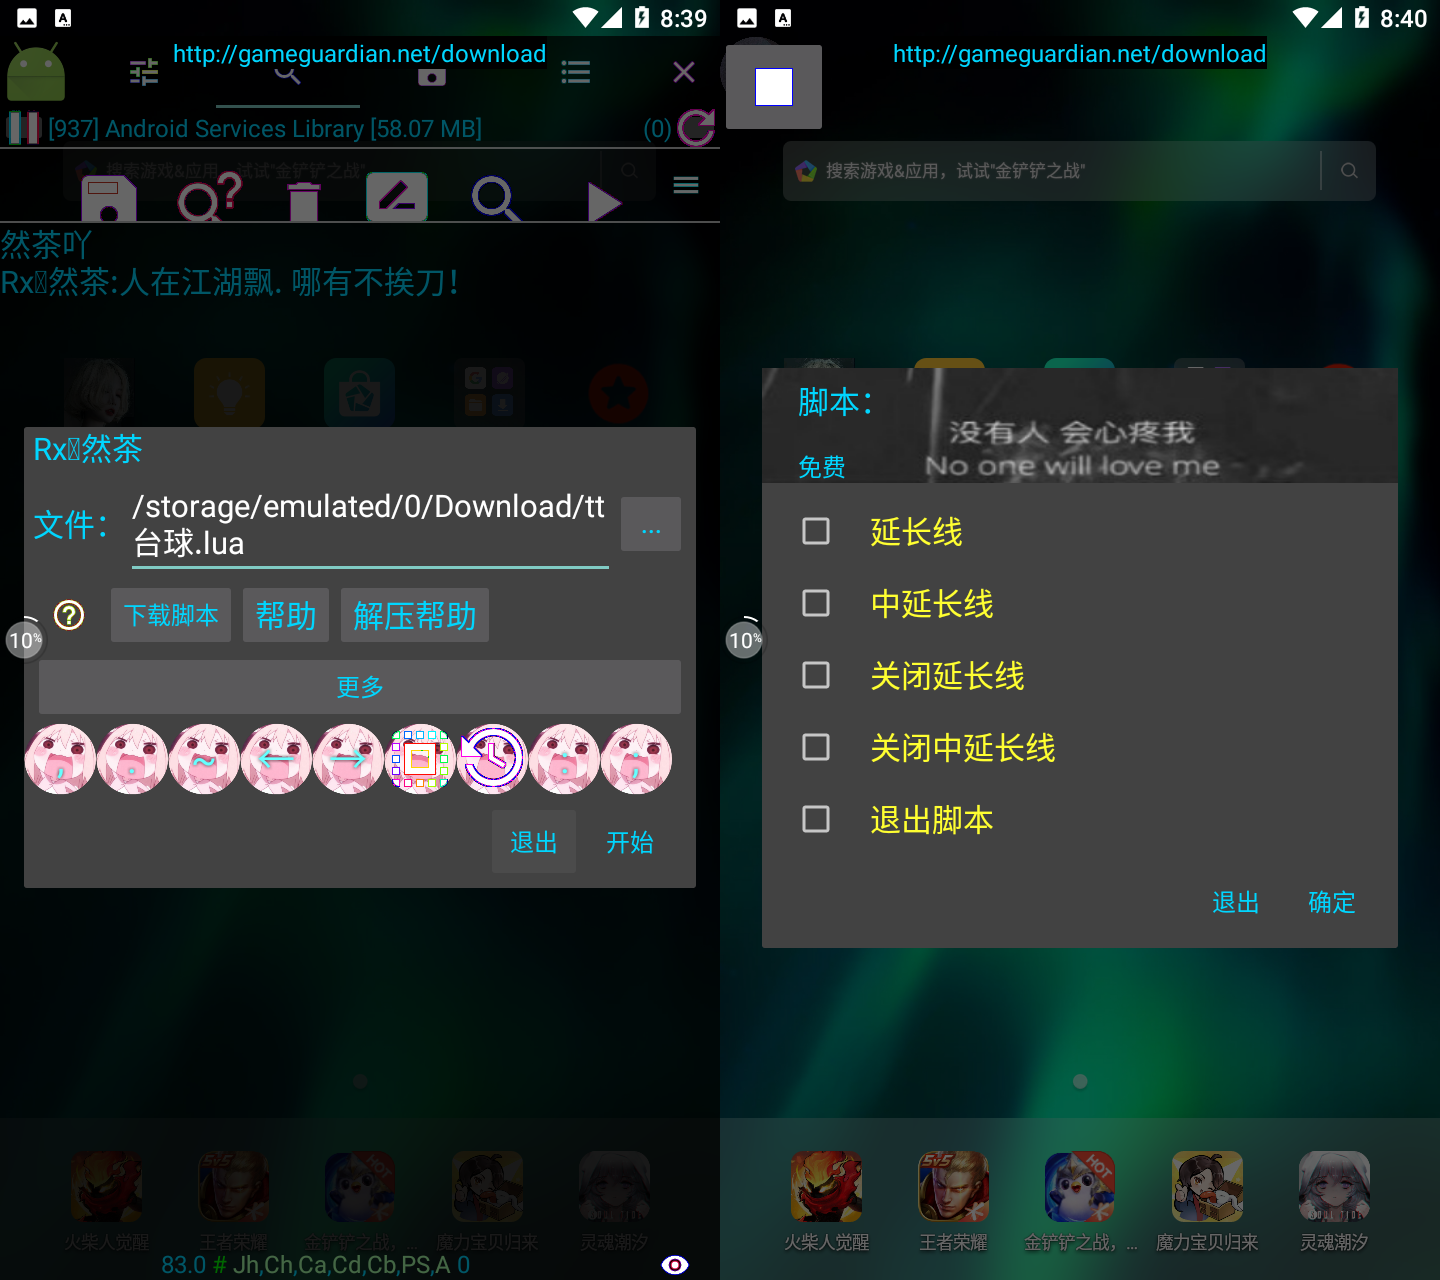 8:39
http://gameguardian.net/download
[937] Android Services Library [58.07 MB]
(0)
搜索游戏&应用，试试"金铲铲之战"
然茶吖
Rx然茶:人在江湖飘. 哪有不挨刀!
Rx然茶
文件：
/storage/emulated/0/Download/tt
台球.lua
...
下载脚本
帮助
解压帮助
10%
更多
,
.
~
←
→
:
;
退出
开始
火柴人觉醒
王者荣耀
金铲铲之战，...
魔力宝贝归来
灵魂潮汐
83.0 # Jh,Ch,Ca,Cd,Cb,PS,A 0
8:40
http://gameguardian.net/download
搜索游戏&应用，试试"金铲铲之战"
脚本：
没有人 会心疼我
No one will love me
免费
延长线
中延长线
10%
关闭延长线
关闭中延长线
退出脚本
退出
确定
5v5
HOT
火柴人觉醒
王者荣耀
金铲铲之战，...
魔力宝贝归来
灵魂潮汐